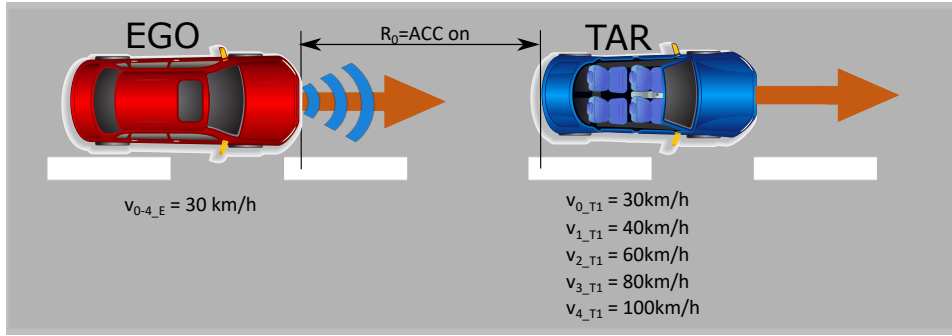 EGO
R₀=ACC on
TAR
v₀₋₄_E = 30 km/h
v₀_T1 = 30km/h
v₁_T1 = 40km/h
v₂_T1 = 60km/h
v₃_T1 = 80km/h
v₄_T1 = 100km/h